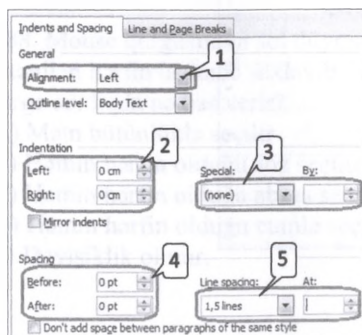 Indents and Spacing Line and Page Breaks
General
1
Alignment: Left
Outline level: Body Text
Indentation
2
3
Left: 0 cm Special: By:
Right: 0 cm (none)
Mirror indents
Spacing
4
5
Before: 0 pt Line spacing: At:
After: 0 pt 1,5 lines
Don't add space between paragraphs of the same style